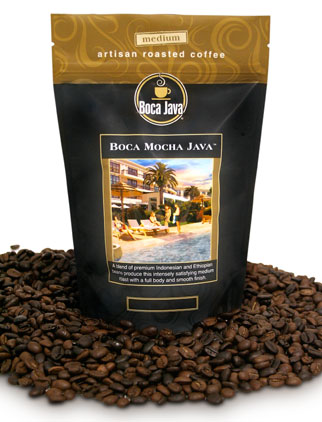 medium
artisan roasted coffee
Boca Java®
BOCA MOCHA JAVA™
A blend of premium Indonesian and Ethiopian
beans produce this intensely satisfying medium
roast with a full body and smooth finish.